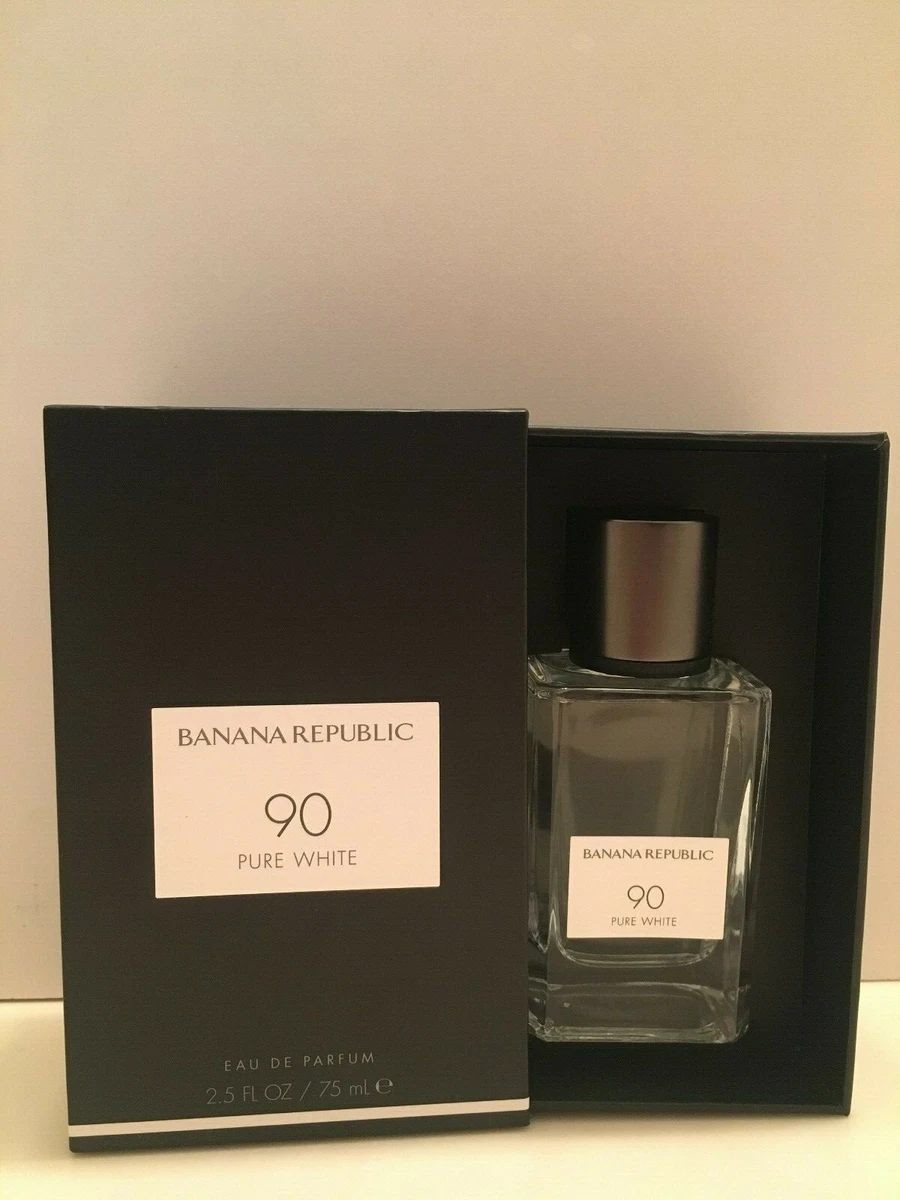 BANANA REPUBLIC
90
PURE WHITE
EAU DE PARFUM
2.5 FL OZ / 75 mL ℮
BANANA REPUBLIC
90
PURE WHITE